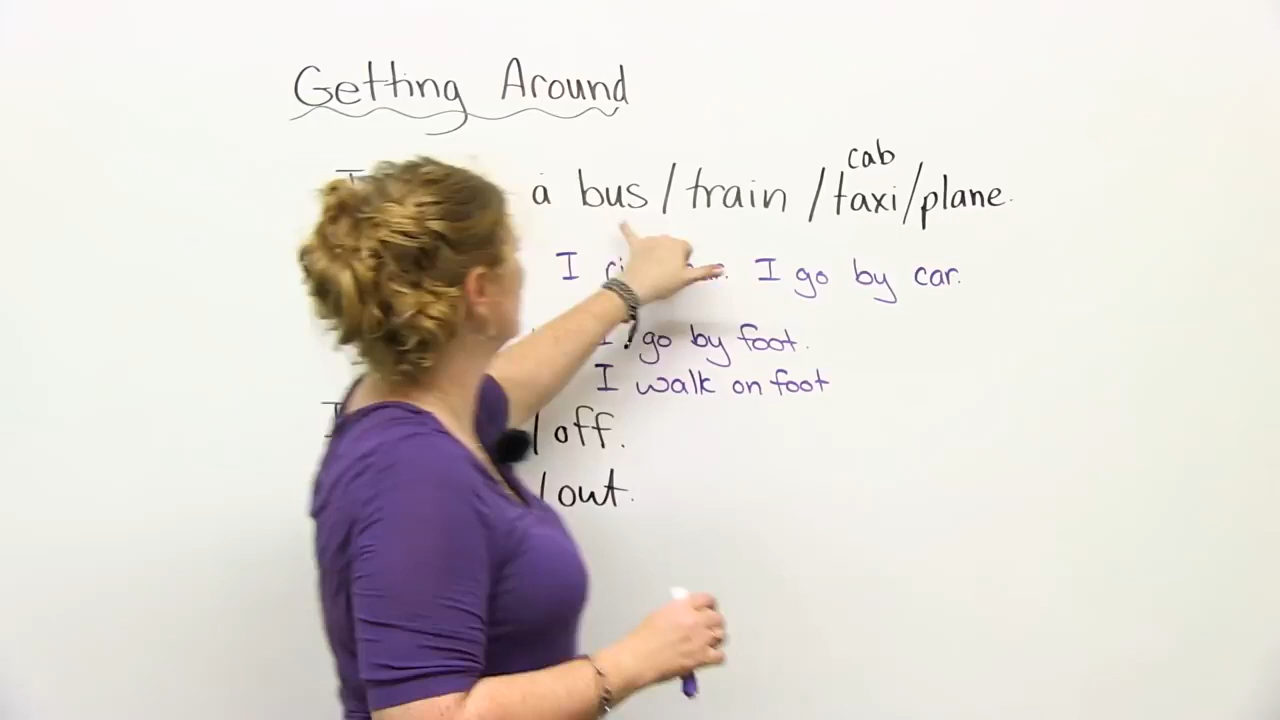 Getting Around
cab
I a bus / train / taxi / plane.
I I go by car.
I go by foot.
I walk on foot
I / off.
/ out.